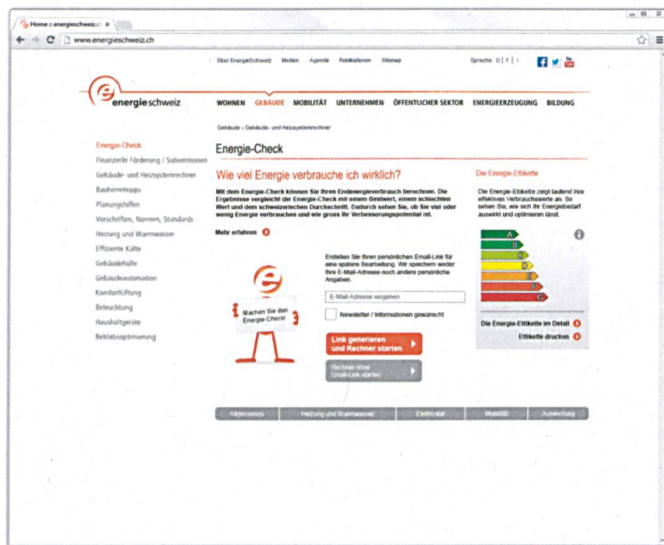 Home :: energieschweiz.cl
www.energieschweiz.ch
Über EnergieSchweiz Medien Agenda Publikationen Sitemap
Sprache: D | F | I
You
energieschweiz
WOHNEN GEBÄUDE MOBILITÄT UNTERNEHMEN ÖFFENTLICHER SEKTOR ENERGIEERZEUGUNG BILDUNG
Gebäude › Gebäude- und Heizsystemrechner
Energie-Check
Finanzielle Förderung / Subventionen
Gebäude- und Heizsystemrechner
Bauherrentipps
Planungshilfen
Vorschriften, Normen, Standards
Heizung und Warmwasser
Effiziente Kälte
Gebäudehülle
Gebäudeautomation
Komfortlüftung
Beleuchtung
Haushaltgeräte
Betriebsoptimierung
Energie-Check
Wie viel Energie verbrauche ich wirklich?
Mit dem Energie-Check können Sie Ihren Endenergieverbrauch berechnen. Die
Ergebnisse vergleicht der Energie-Check mit einem Bestwert, einem schlechten
Wert und dem schweizerischen Durchschnitt. Dadurch sehen Sie, ob Sie viel oder
wenig Energie verbrauchen und wie gross Ihr Verbesserungspotential ist.
Mehr erfahren
Machen Sie den
Energie-Check!
Erstellen Sie Ihren persönlichen Email-Link für
eine spätere Bearbeitung. Wir speichern weder
Ihre E-Mail-Adresse noch andere persönliche
Angaben.
E-Mail-Adresse eingeben
Newsletter / Informationen gewünscht
Link generieren
und Rechner starten
Rechner ohne
Email-Link starten
Die Energie-Etikette
Die Energie-Etikette zeigt laufend Ihre
effektiven Verbrauchswerte an. So
sehen Sie, wie sich Ihr Energiebedarf
auswirkt und optimieren lässt.
A
B
C
D
E
F
G
i
Die Energie-Ettikette im Detail
Ettikette drucken
Allgemeines Heizung und Warmwasser Elektrizität Mobilität Auswertung